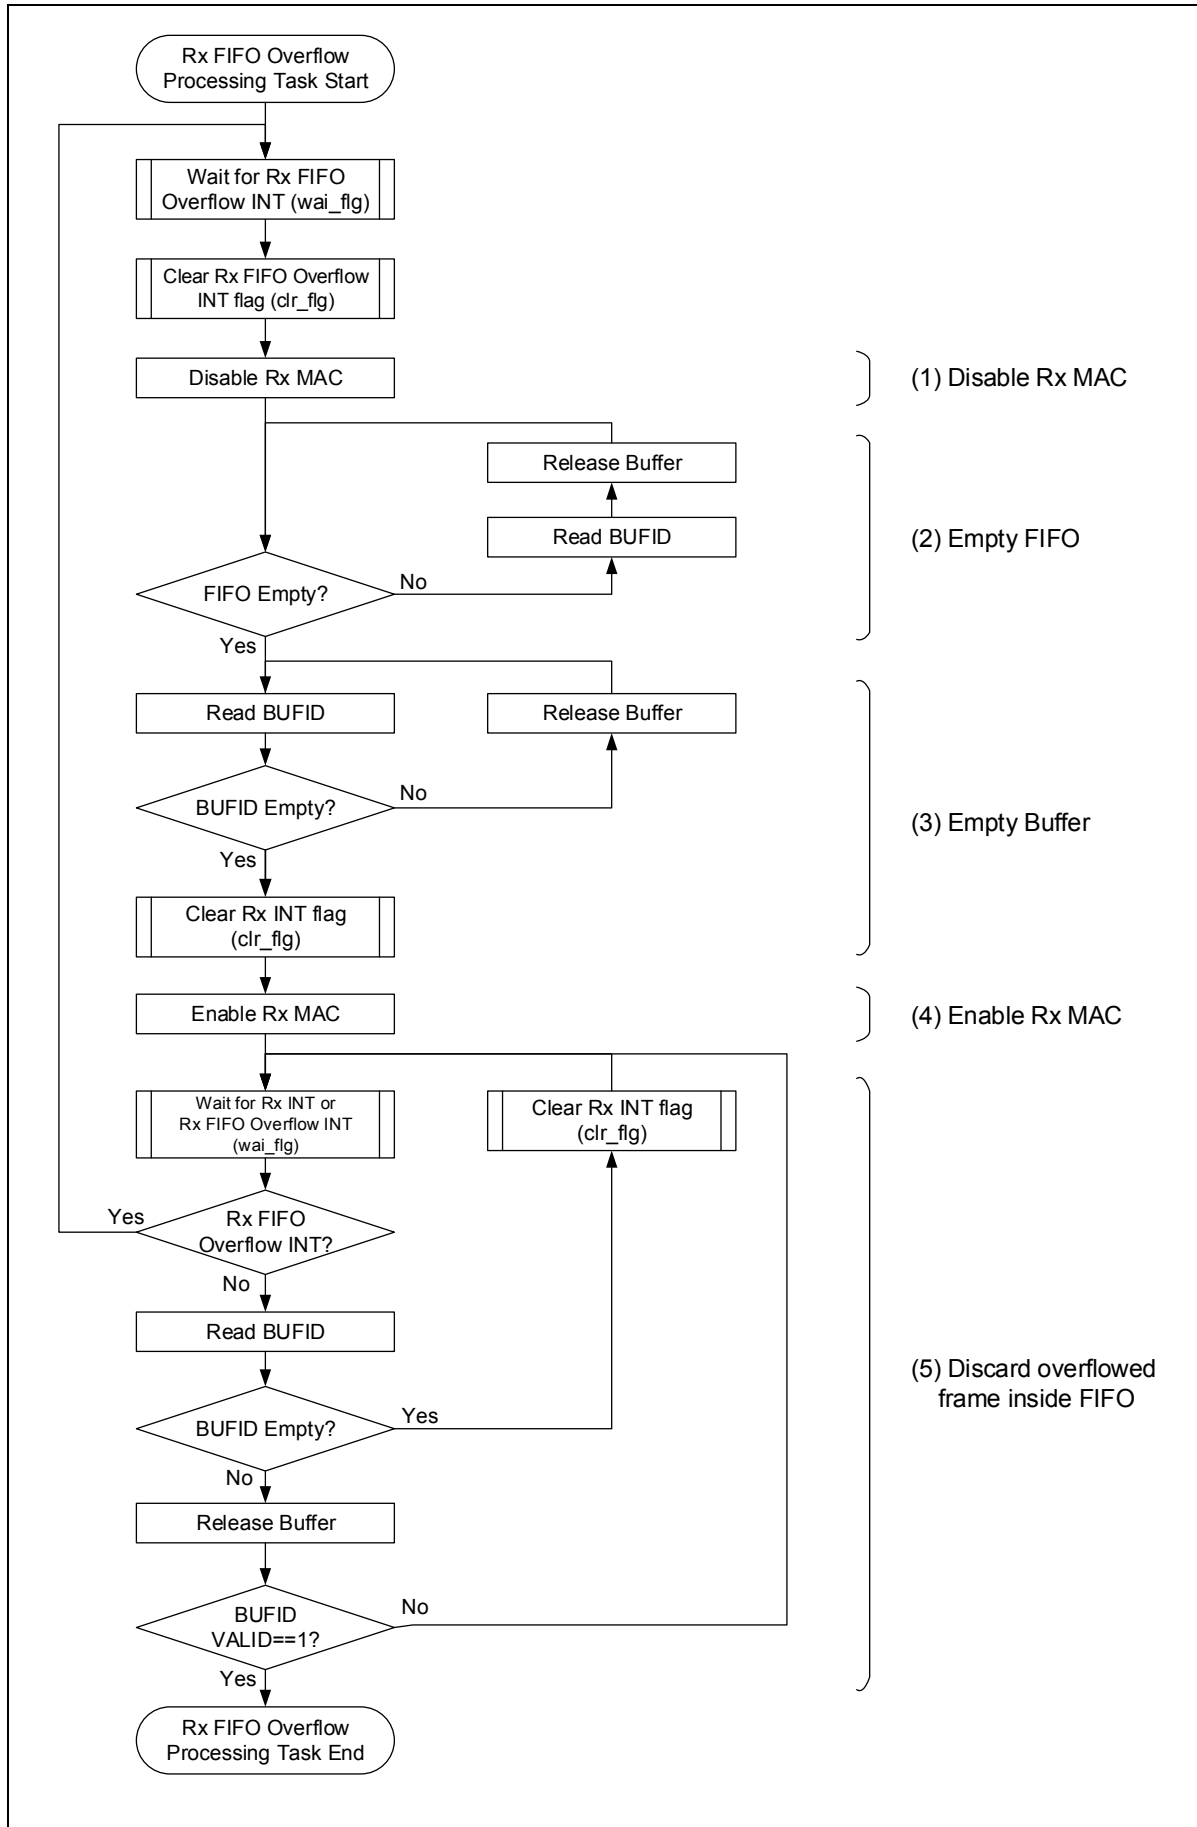 Rx FIFO Overflow
Processing Task Start
Wait for Rx FIFO
Overflow INT (wai_flg)
Clear Rx FIFO Overflow
INT flag (clr_flg)
Disable Rx MAC
(1) Disable Rx MAC
Release Buffer
Read BUFID
(2) Empty FIFO
FIFO Empty?
No
Yes
Read BUFID
Release Buffer
BUFID Empty?
No
(3) Empty Buffer
Yes
Clear Rx INT flag
(clr_flg)
Enable Rx MAC
(4) Enable Rx MAC
Wait for Rx INT or
Rx FIFO Overflow INT
(wai_flg)
Clear Rx INT flag
(clr_flg)
Yes
Rx FIFO
Overflow INT?
No
Read BUFID
(5) Discard overflowed
frame inside FIFO
BUFID Empty?
Yes
No
Release Buffer
BUFID
VALID==1?
No
Yes
Rx FIFO Overflow
Processing Task End